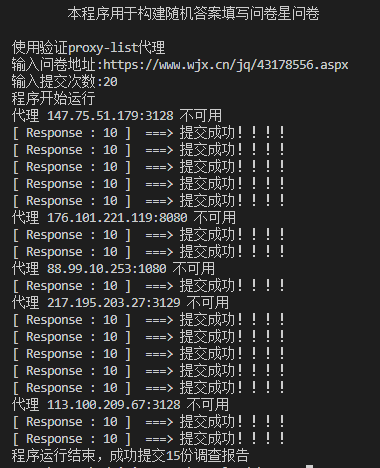 本程序用于构建随机答案填写问卷星问卷
使用验证proxy-list代理
输入问卷地址:https://www.wjx.cn/jq/43178556.aspx
输入提交次数:20
程序开始运行
代理 147.75.51.179:3128 不可用
[ Response : 10 ]  ===> 提交成功！！！！
[ Response : 10 ]  ===> 提交成功！！！！
[ Response : 10 ]  ===> 提交成功！！！！
[ Response : 10 ]  ===> 提交成功！！！！
[ Response : 10 ]  ===> 提交成功！！！！
代理 176.101.221.119:8080 不可用
[ Response : 10 ]  ===> 提交成功！！！！
[ Response : 10 ]  ===> 提交成功！！！！
代理 88.99.10.253:1080 不可用
[ Response : 10 ]  ===> 提交成功！！！！
代理 217.195.203.27:3129 不可用
[ Response : 10 ]  ===> 提交成功！！！！
[ Response : 10 ]  ===> 提交成功！！！！
[ Response : 10 ]  ===> 提交成功！！！！
[ Response : 10 ]  ===> 提交成功！！！！
[ Response : 10 ]  ===> 提交成功！！！！
代理 113.100.209.67:3128 不可用
[ Response : 10 ]  ===> 提交成功！！！！
[ Response : 10 ]  ===> 提交成功！！！！
程序运行结束，成功提交15份调查报告